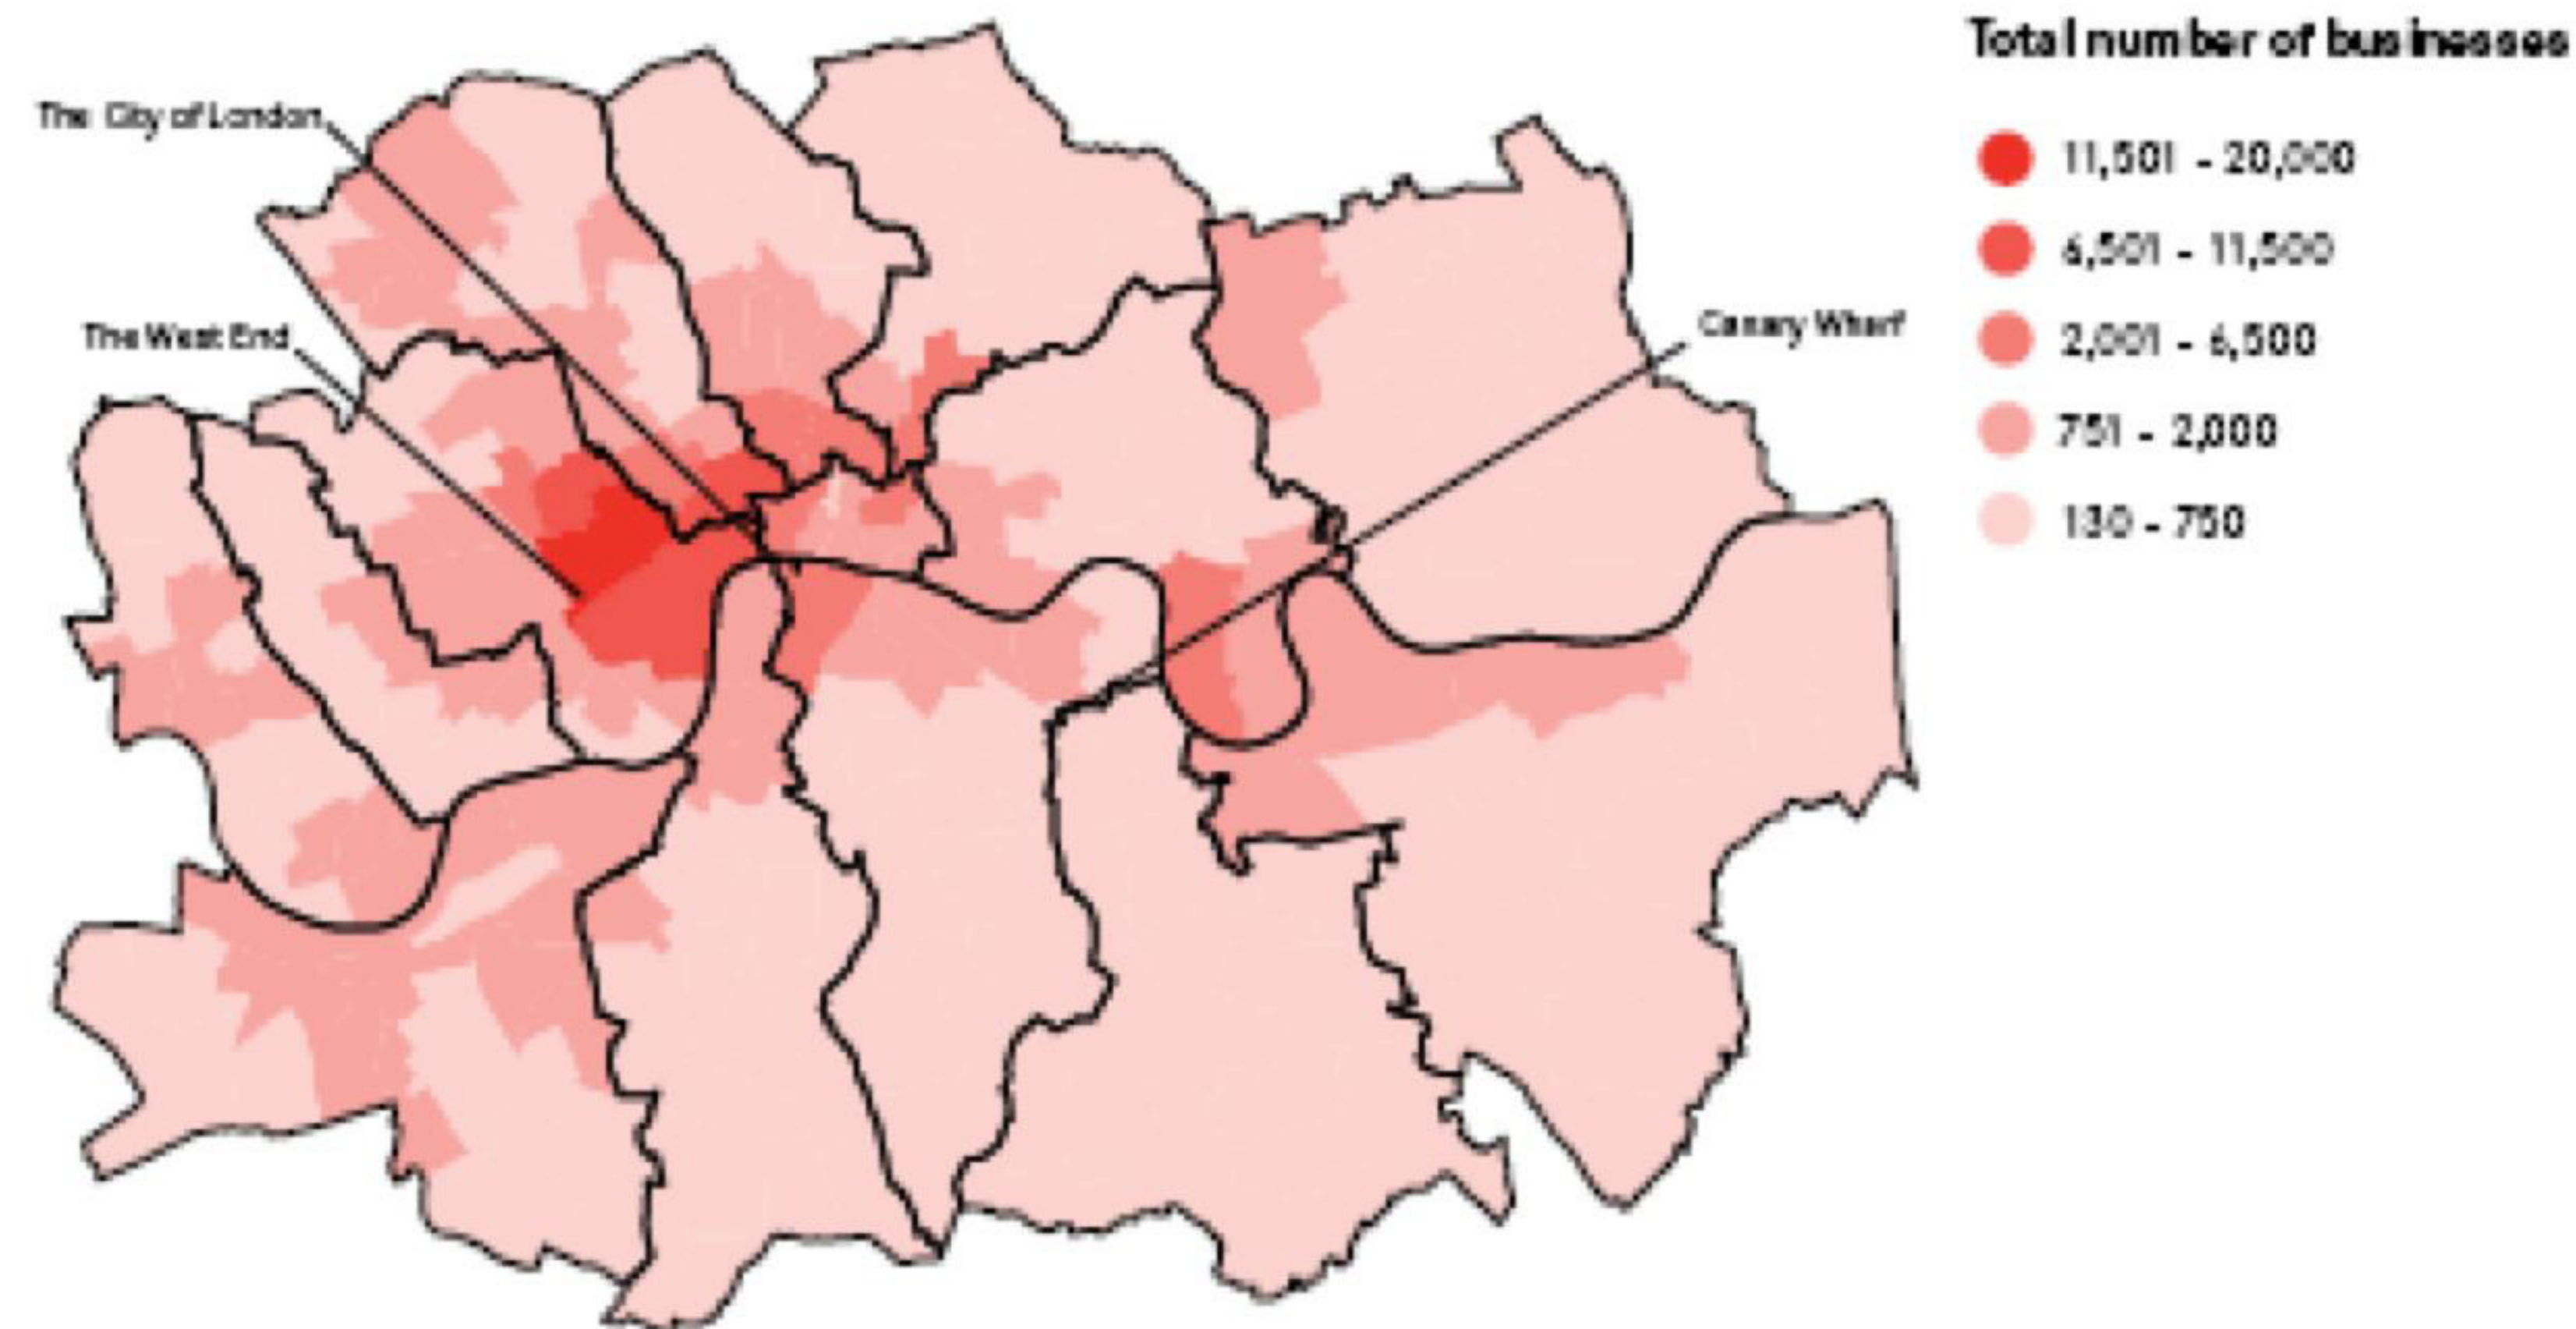 Total number of businesses
11,501 - 20,000
6,501 - 11,500
2,001 - 6,500
751 - 2,000
130 - 750
The City of London
The West End
Canary Wharf